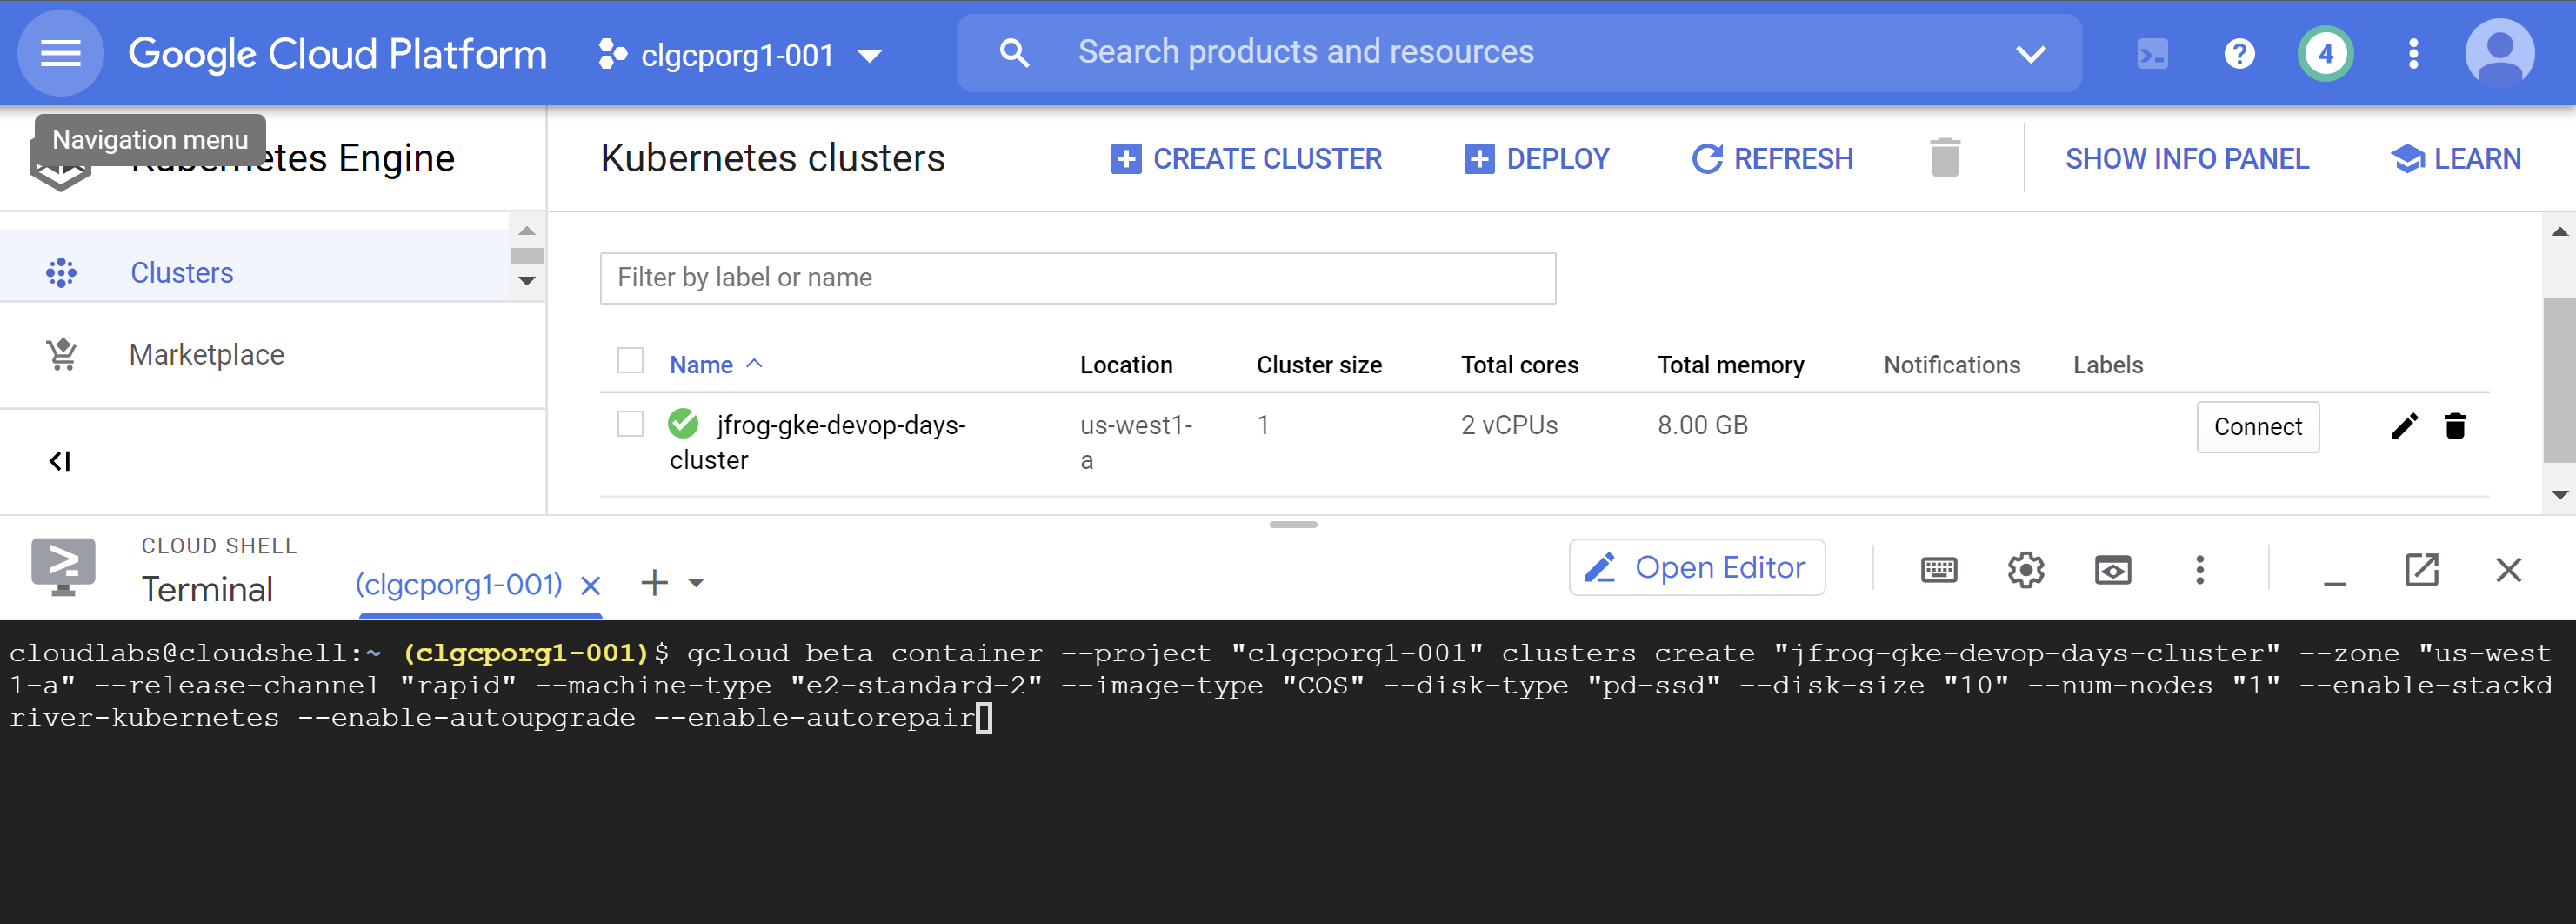 Google Cloud Platform
clgcporg1-001
Search products and resources
4
Navigation menu
Kubernetes Engine
Kubernetes clusters
CREATE CLUSTER
DEPLOY
REFRESH
SHOW INFO PANEL
LEARN
Clusters
Marketplace
Filter by label or name
Name Location Cluster size Total cores Total memory Notifications Labels
jfrog-gke-devop-days- us-west1- 1 2 vCPUs 8.00 GB Connect
cluster a
CLOUD SHELL
Terminal
(clgcporg1-001)
Open Editor
cloudlabs@cloudshell:~ (clgcporg1-001)$ gcloud beta container --project "clgcporg1-001" clusters create "jfrog-gke-devop-days-cluster" --zone "us-west
1-a" --release-channel "rapid" --machine-type "e2-standard-2" --image-type "COS" --disk-type "pd-ssd" --disk-size "10" --num-nodes "1" --enable-stackd
river-kubernetes --enable-autoupgrade --enable-autorepair